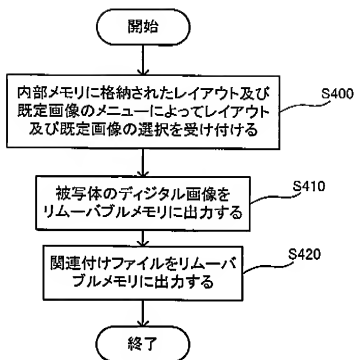 開始
内部メモリに格納されたレイアウト及び
既定画像のメニューによってレイアウト
及び既定画像の選択を受け付ける
S400
被写体のディジタル画像を
リムーバブルメモリに出力する
S410
関連付けファイルをリムーバ
ブルメモリに出力する
S420
終了